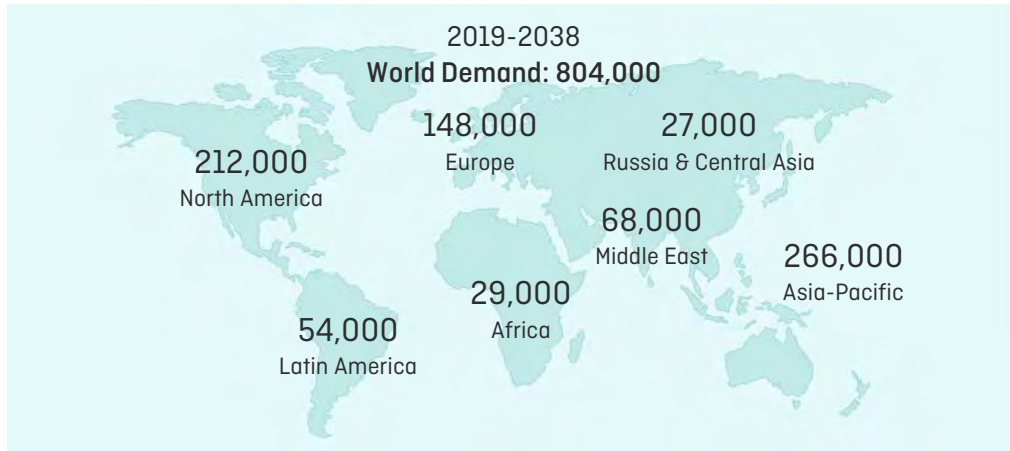 2019-2038
World Demand: 804,000
148,000
Europe
27,000
Russia & Central Asia
212,000
North America
68,000
Middle East
266,000
Asia-Pacific
29,000
Africa
54,000
Latin America